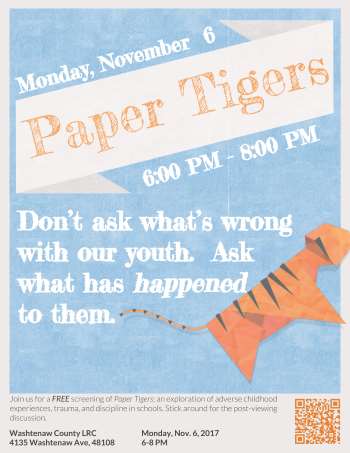 Monday, November 6
Paper Tigers
6:00 PM - 8:00 PM
Don't ask what's wrong
with our youth. Ask
what has happened
to them.
Join us for a FREE screening of Paper Tigers: an exploration of adverse childhood
experiences, trauma, and discipline in schools. Stick around for the post-viewing
discussion.
Washtenaw County LRC
4135 Washtenaw Ave, 48108
Monday, Nov. 6, 2017
6-8 PM